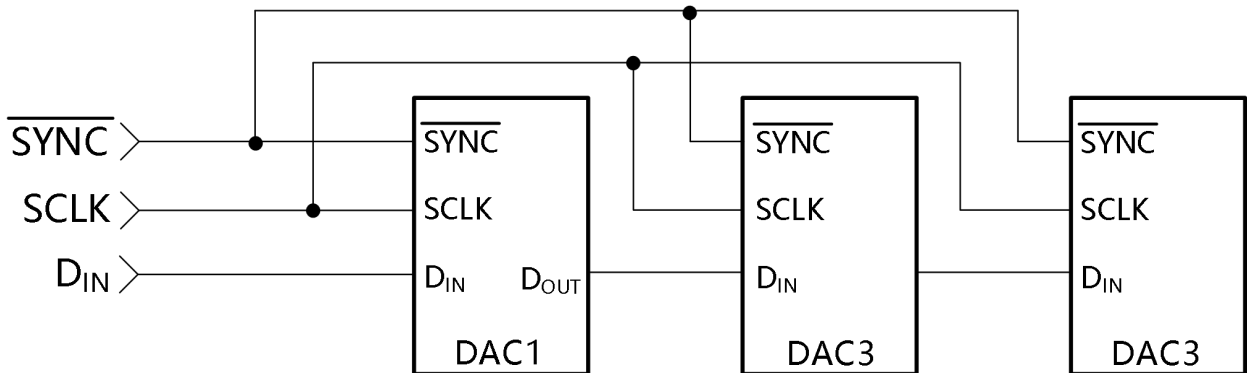 SYNC SYNC SYNC SYNC
SCLK SCLK SCLK SCLK
DIN DIN DOUT DIN DIN
DAC1 DAC3 DAC3